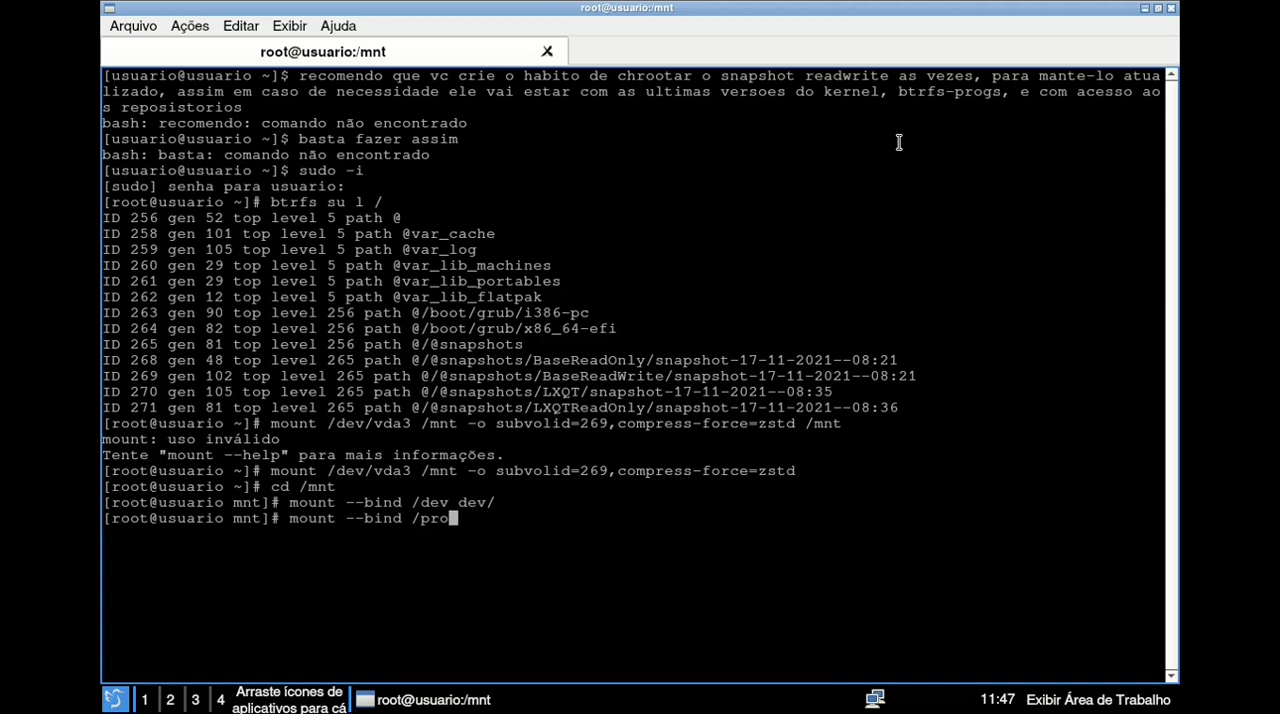 root@usuario:/mnt
Arquivo Ações Editar Exibir Ajuda
root@usuario:/mnt
[usuario@usuario ~]$ recomendo que vc crie o habito de chrootar o snapshot readwrite as vezes, para mante-lo atua
lizado, assim em caso de necessidade ele vai estar com as ultimas versoes do kernel, btrfs-progs, e com acesso ao
s reposistorios
bash: recomendo: comando não encontrado
[usuario@usuario ~]$ basta fazer assim
bash: basta: comando não encontrado
[usuario@usuario ~]$ sudo -i
[sudo] senha para usuario:
[root@usuario ~]# btrfs su l /
ID 256 gen 52 top level 5 path @
ID 258 gen 101 top level 5 path @var_cache
ID 259 gen 105 top level 5 path @var_log
ID 260 gen 29 top level 5 path @var_lib_machines
ID 261 gen 29 top level 5 path @var_lib_portables
ID 262 gen 12 top level 5 path @var_lib_flatpak
ID 263 gen 90 top level 256 path @/boot/grub/i386-pc
ID 264 gen 82 top level 256 path @/boot/grub/x86_64-efi
ID 265 gen 81 top level 256 path @/@snapshots
ID 268 gen 48 top level 265 path @/@snapshots/BaseReadOnly/snapshot-17-11-2021--08:21
ID 269 gen 102 top level 265 path @/@snapshots/BaseReadWrite/snapshot-17-11-2021--08:21
ID 270 gen 105 top level 265 path @/@snapshots/LXQT/snapshot-17-11-2021--08:35
ID 271 gen 81 top level 265 path @/@snapshots/LXQTReadOnly/snapshot-17-11-2021--08:36
[root@usuario ~]# mount /dev/vda3 /mnt -o subvolid=269,compress-force=zstd /mnt
mount: uso inválido
Tente "mount --help" para mais informações.
[root@usuario ~]# mount /dev/vda3 /mnt -o subvolid=269,compress-force=zstd
[root@usuario ~]# cd /mnt
[root@usuario mnt]# mount --bind /dev dev/
[root@usuario mnt]# mount --bind /pro
1 2 3 4 Arraste ícones de
aplicativos para cá
root@usuario:/mnt
11:47 Exibir Área de Trabalho